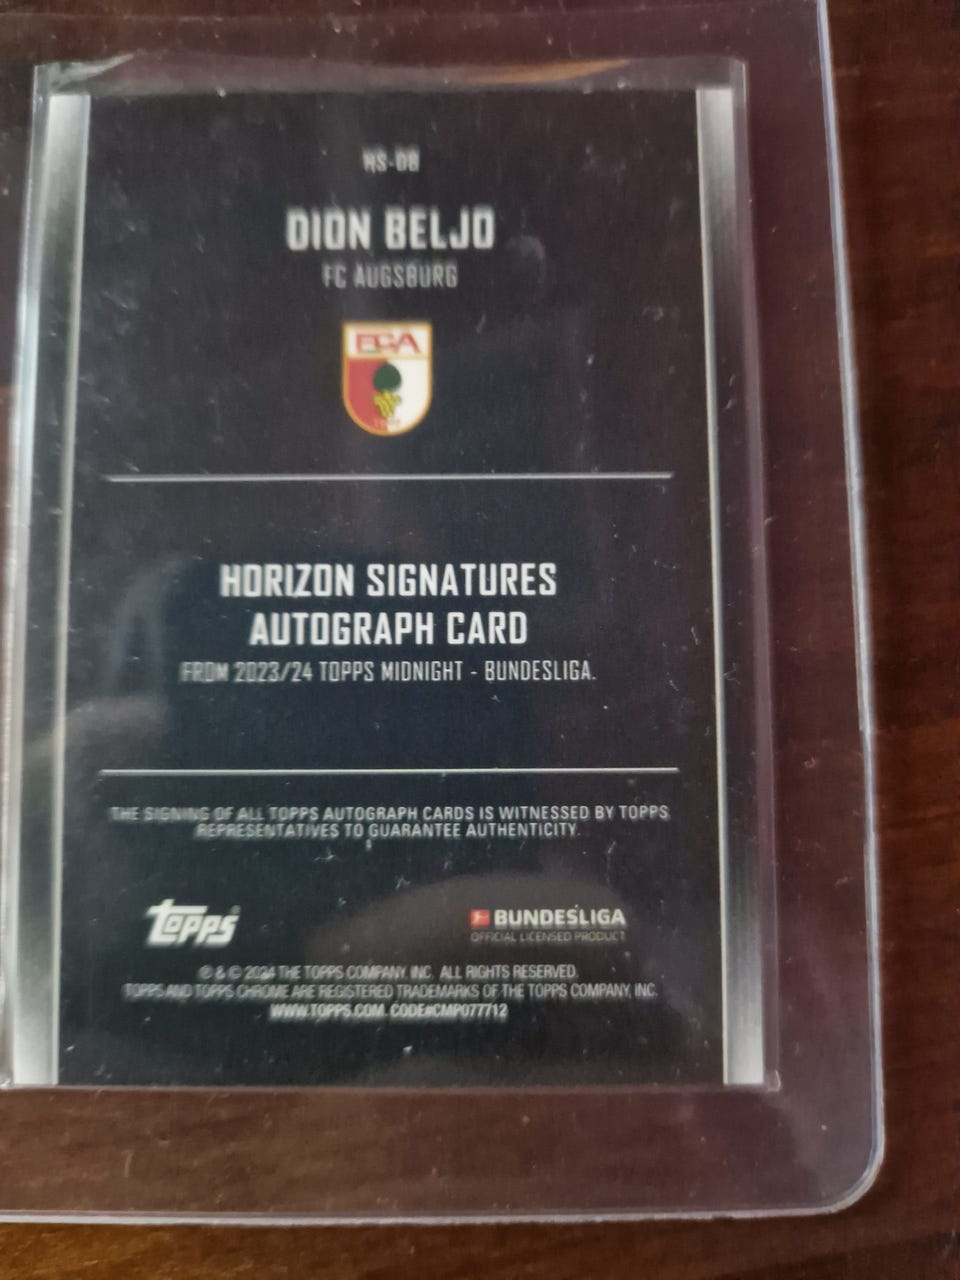 HS-DB
DION BELJO
FC AUGSBURG
FCA
HORIZON SIGNATURES
AUTOGRAPH CARD
FROM 2023/24 TOPPS MIDNIGHT - BUNDESLIGA.
THE SIGNING OF ALL TOPPS AUTOGRAPH CARDS IS WITNESSED BY TOPPS
REPRESENTATIVES TO GUARANTEE AUTHENTICITY.
topps
BUNDESLIGA
OFFICIAL LICENSED PRODUCT
® & © 2024 THE TOPPS COMPANY, INC. ALL RIGHTS RESERVED.
TOPPS AND TOPPS CHROME ARE REGISTERED TRADEMARKS OF THE TOPPS COMPANY, INC.
WWW.TOPPS.COM. CODE#CMP077712